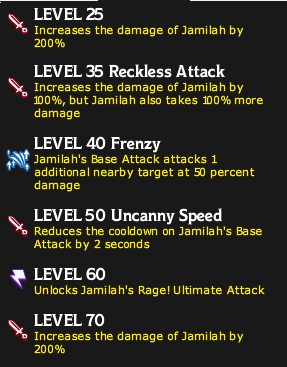 LEVEL 25
Increases the damage of Jamilah by
200%
LEVEL 35 Reckless Attack
Increases the damage of Jamilah by
100%, but Jamilah also takes 100% more
damage
LEVEL 40 Frenzy
Jamilah's Base Attack attacks 1
additional nearby target at 50 percent
damage
LEVEL 50 Uncanny Speed
Reduces the cooldown on Jamilah's Base
Attack by 2 seconds
LEVEL 60
Unlocks Jamilah's Rage! Ultimate Attack
LEVEL 70
Increases the damage of Jamilah by
200%